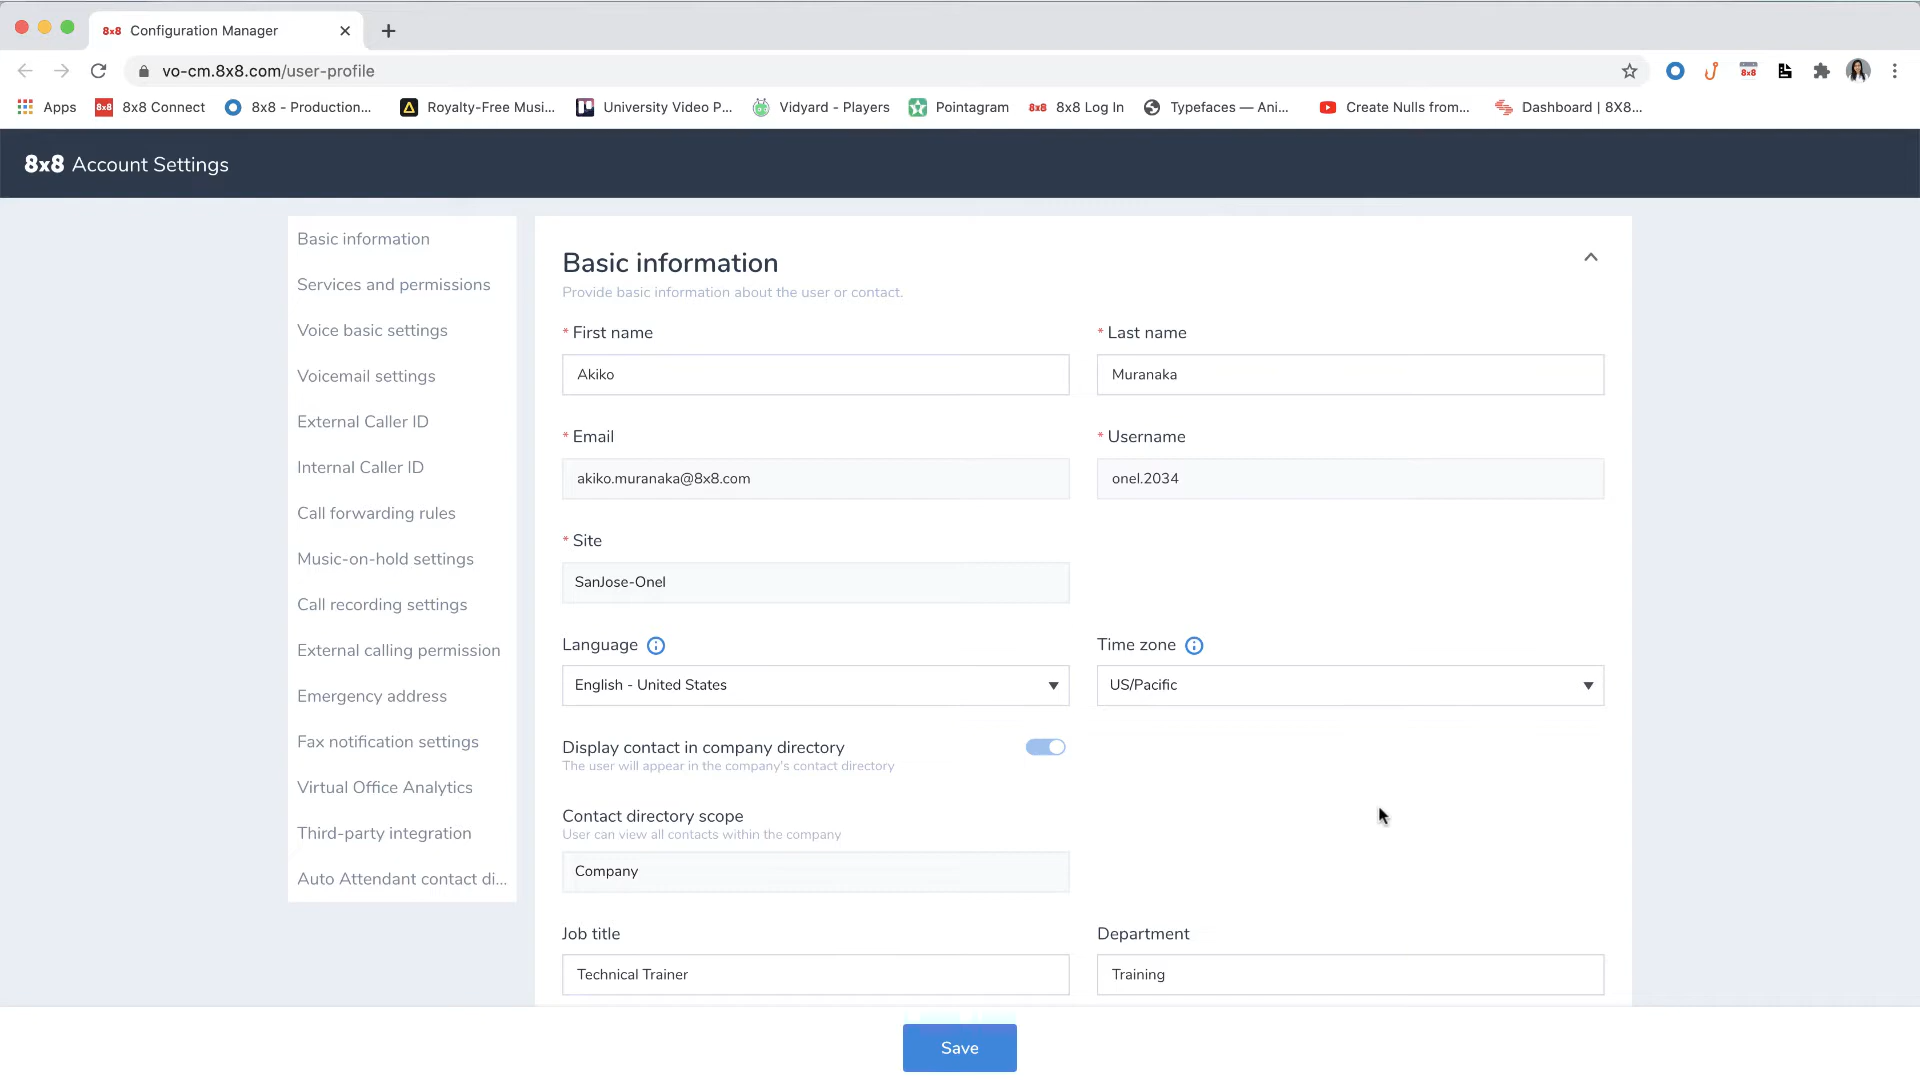 8x8 Configuration Manager
vo-cm.8x8.com/user-profile
8x8
Apps 8x8 8x8 Connect 8x8 - Production... Royalty-Free Musi... University Video P... Vidyard - Players Pointagram 8x8 8x8 Log In Typefaces — Ani... Create Nulls from... Dashboard | 8X8...
8x8 Account Settings
Basic information
Services and permissions
Voice basic settings
Voicemail settings
External Caller ID
Internal Caller ID
Call forwarding rules
Music-on-hold settings
Call recording settings
External calling permission
Emergency address
Fax notification settings
Virtual Office Analytics
Third-party integration
Auto Attendant contact di...
Basic information
Provide basic information about the user or contact.
* First name
Akiko
* Last name
Muranaka
* Email
akiko.muranaka@8x8.com
* Username
onel.2034
* Site
SanJose-Onel
Language
English - United States
Time zone
US/Pacific
Display contact in company directory
The user will appear in the company's contact directory
Contact directory scope
User can view all contacts within the company
Company
Job title
Technical Trainer
Department
Training
Save